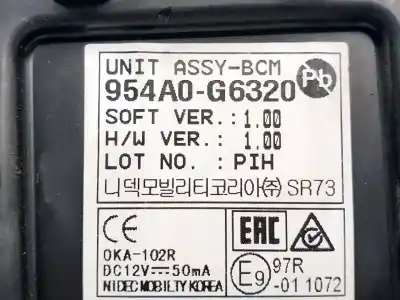 UNIT ASSY-BCM
954A0-G6320
Pb
SOFT VER.: 1.00
H/W VER.: 1.00
LOT NO. : PIH
니덱모빌리티코리아㈜ SR73
CE
EAC
OKA-102R
DC12V⎓50mA
NIDEC MOBILITY KOREA
E9
97R
-01 1072